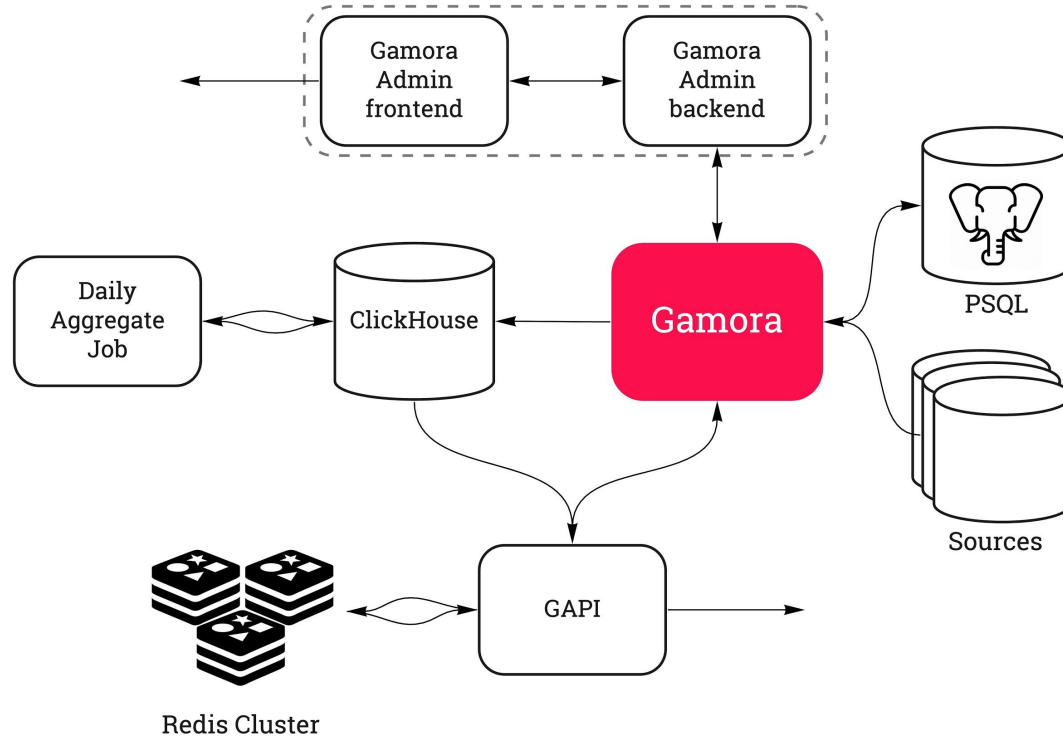 Gamora
Admin
frontend
Gamora
Admin
backend
PSQL
Daily
Aggregate
Job
ClickHouse
Gamora
Sources
GAPI
Redis Cluster